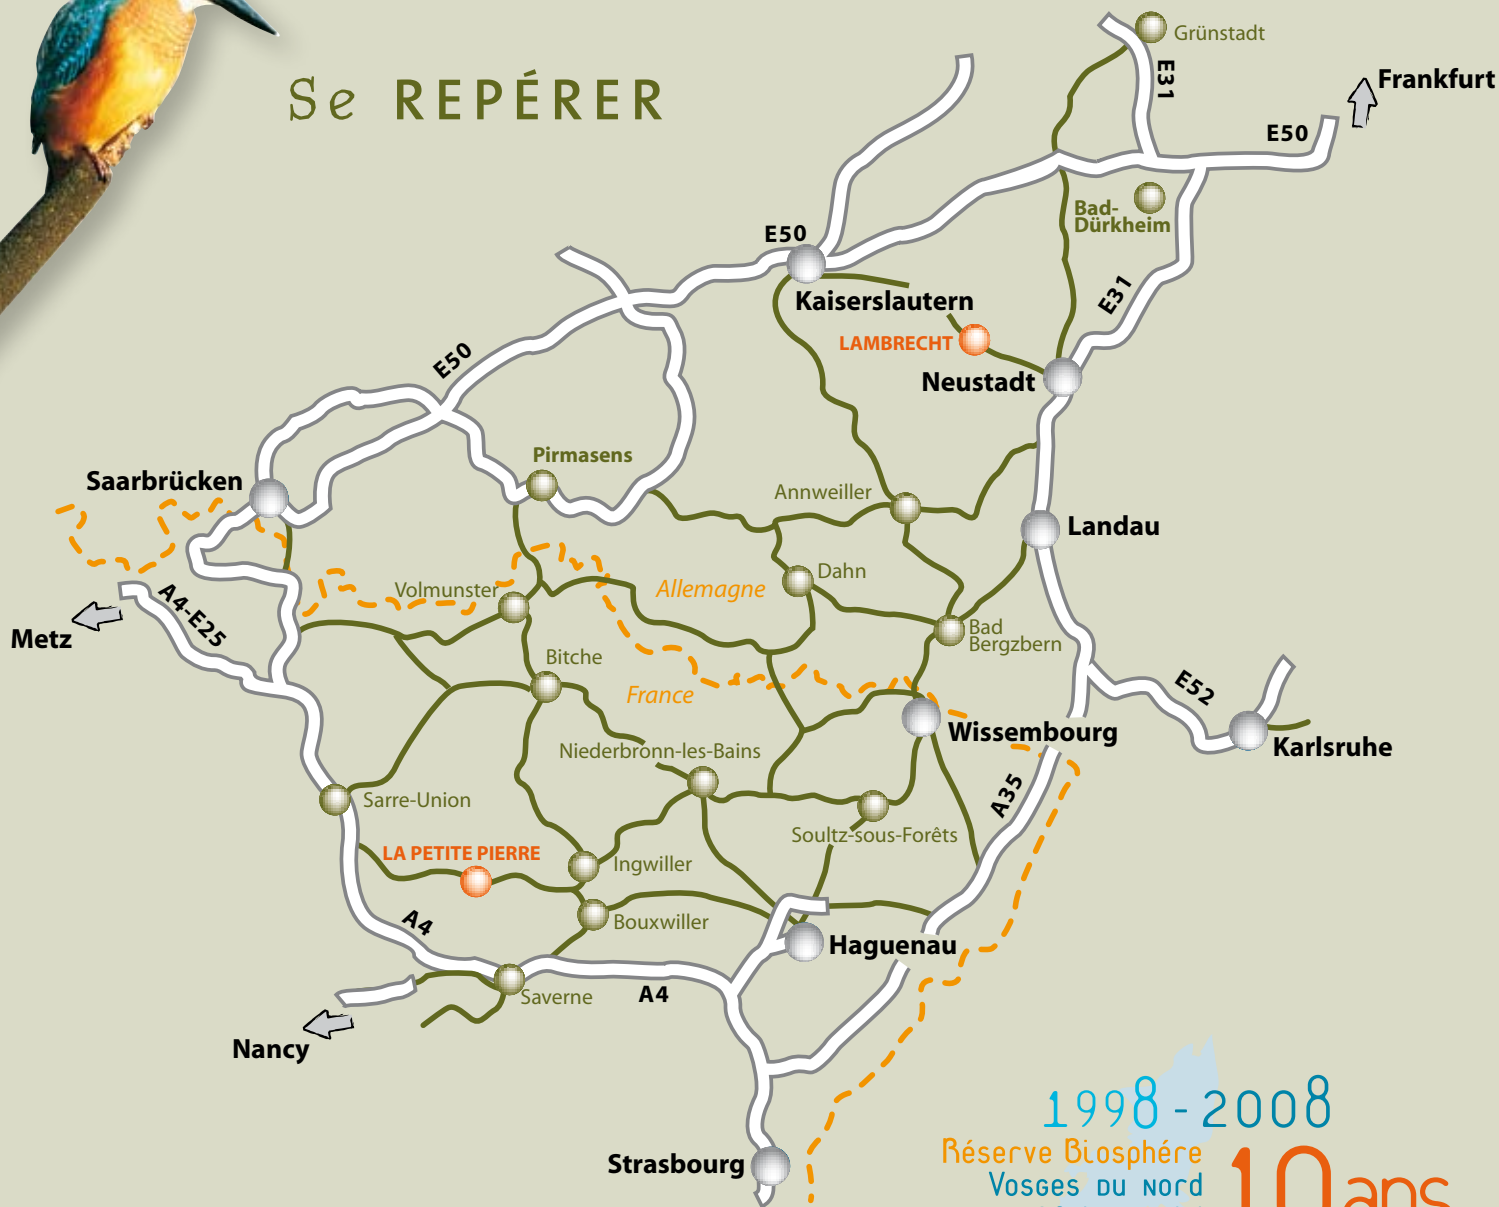 Se REPÉRER
Grünstadt
E31
Frankfurt
E50
Bad-
Dürkheim
E50
Kaiserslautern
E31
LAMBRECHT
Neustadt
E50
Pirmasens
Saarbrücken
Annweiller
Landau
Dahn
Allemagne
Volmunster
A4-E25
Metz
Bad
Bergzbern
Bitche
France
E52
Wissembourg
Karlsruhe
Niederbronn-les-Bains
A35
Sarre-Union
Soultz-sous-Forêts
LA PETITE PIERRE
Ingwiller
A4
Bouxwiller
Haguenau
Saverne
A4
Nancy
1998-2008
Réserve Biosphére
Vosges du Nord
10 ans
Strasbourg